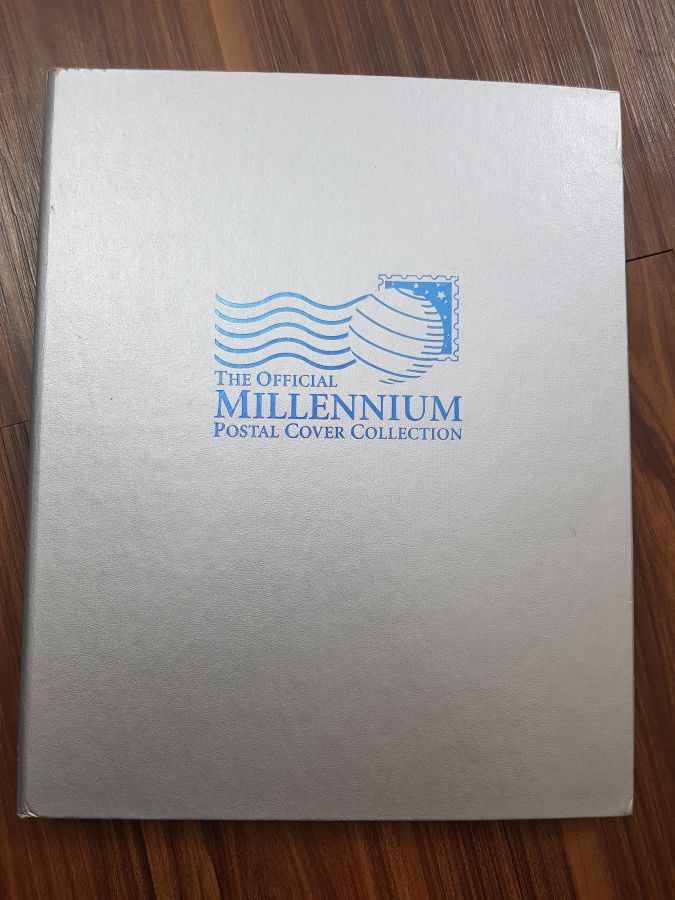 The Official
Millennium
Postal Cover Collection